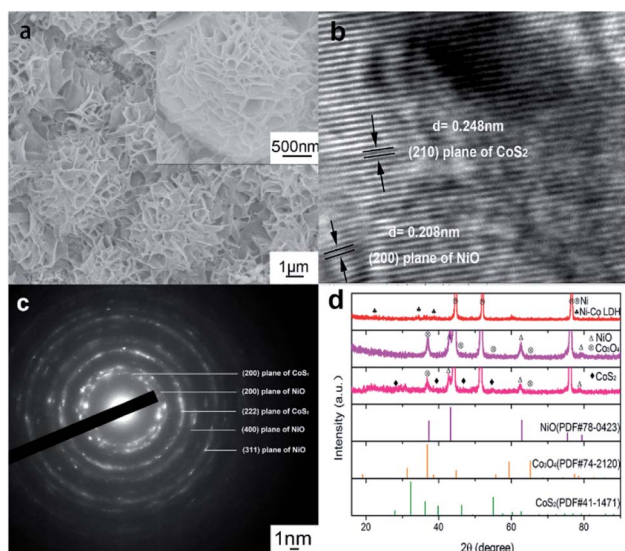 a
500nm
1μm
b
d= 0.248nm
(210) plane of CoS₂
d= 0.208nm
(200) plane of NiO
c
(200) plane of CoS₂
(200) plane of NiO
(222) plane of CoS₂
(400) plane of NiO
(311) plane of NiO
1nm
d
⊗Ni
♣Ni-Co LDH
△NiO
⊗Co₃O₄
♦CoS₂
NiO(PDF#78-0423)
Co₃O₄(PDF#74-2120)
CoS₂(PDF#41-1471)
Intensity (a.u.)
20 40 60 80
2θ (degree)